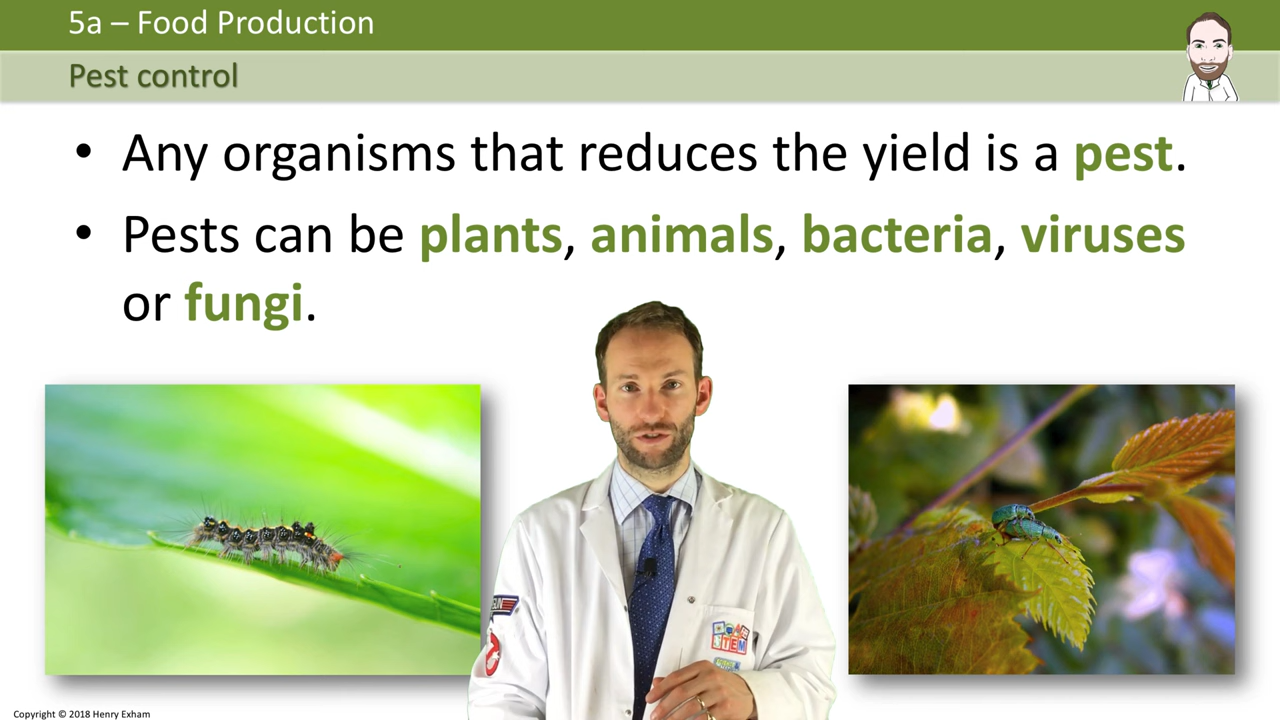 5a – Food Production
Pest control
• Any organisms that reduces the yield is a pest.
• Pests can be plants, animals, bacteria, viruses
or fungi.
STEM
Copyright © 2018 Henry Exham